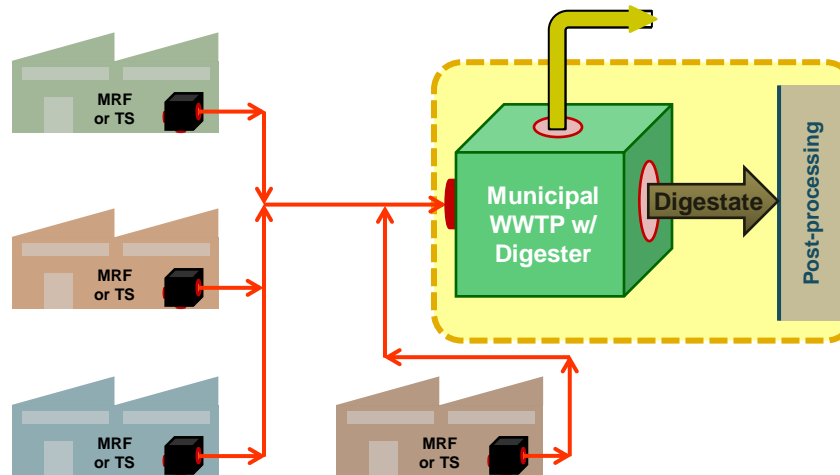 MRF
or TS
Municipal
WWTP w/
Digester
Digestate
Post-processing
MRF
or TS
MRF
or TS
MRF
or TS